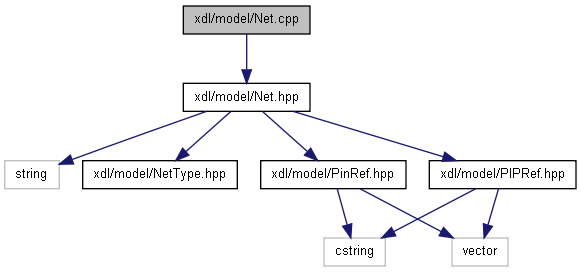 xdl/model/Net.cpp
xdl/model/Net.hpp
string
xdl/model/NetType.hpp
xdl/model/PinRef.hpp
xdl/model/PIPRef.hpp
cstring
vector